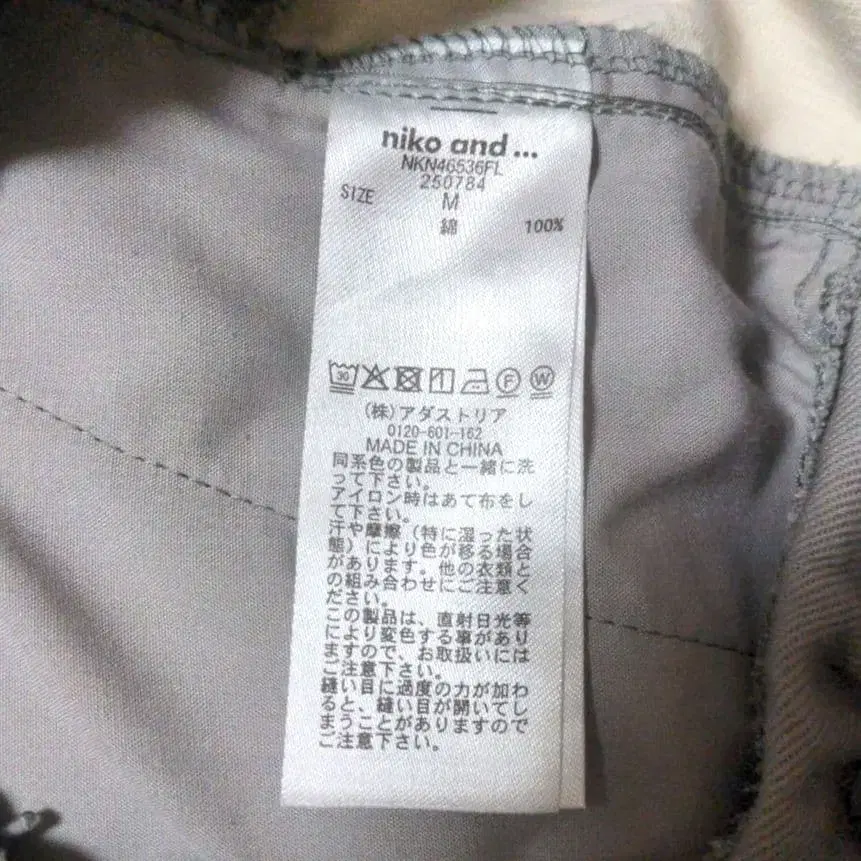 niko and ...
NKN46536FL
250784
SIZE M
綿 100%
30
F W
(株)アダストリア
0120-601-162
MADE IN CHINA
同系色の製品と一緒に洗
って下さい。
アイロン時はあて布をし
て下さい。
汗や摩擦(特に湿った状
態)により色が移る場合
があります。他の衣類と
の組み合わせにご注意く
ださい。
この製品は、直射日光等
により変色する事があり
ますので、お取扱いには
ご注意下さい。
縫い目に過度の力が加わ
ると、縫い目が開いてし
まうことがありますので
ご注意下さい。